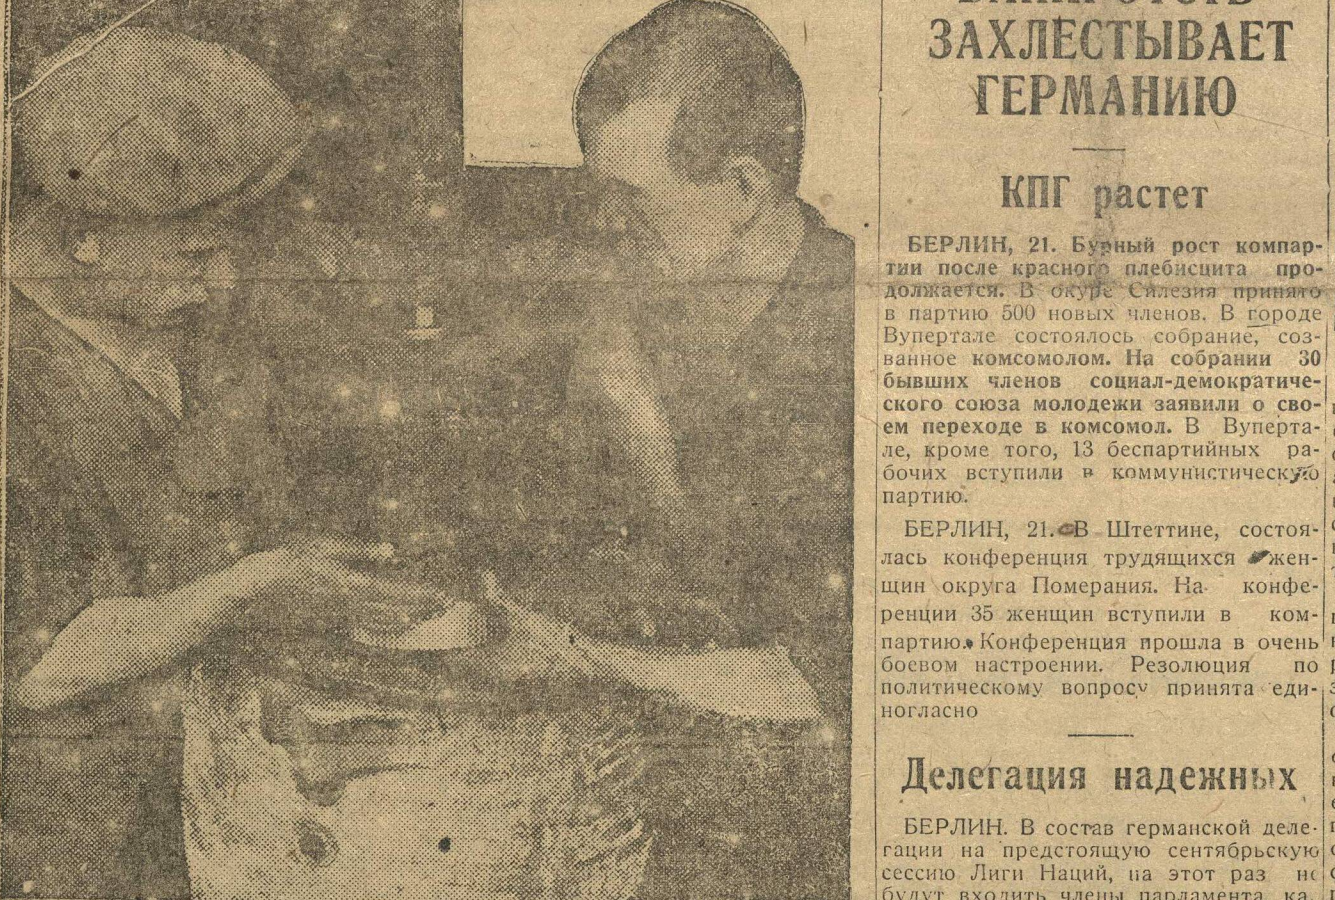 ЗАХЛЕСТЫВАЕТ
ГЕРМАНИЮ
КПГ растет
БЕРЛИН, 21. Бурный рост компар-
тии после красного плебисцита про-
должается. В округе Силезия принято
в партию 500 новых членов. В городе
Вупертале состоялось собрание, соз-
ванное комсомолом. На собрании 30
бывших членов социал-демократиче-
ского союза молодежи заявили о сво-
ем переходе в комсомол. В Вуперта-
ле, кроме того, 13 беспартийных ра-
бочих вступили в коммунистическую
партию.
БЕРЛИН, 21. В Штеттине, состоя-
лась конференция трудящихся жен-
щин округа Померания. На конфе-
ренции 35 женщин вступили в ком-
партию. Конференция прошла в очень
боевом настроении. Резолюция по
политическому вопросу принята еди-
ногласно
Делегация надежных
БЕРЛИН. В состав германской деле-
гации на предстоящую сентябрьскую
сессию Лиги Наций, на этот раз не
будут входить члены парламента, ка-